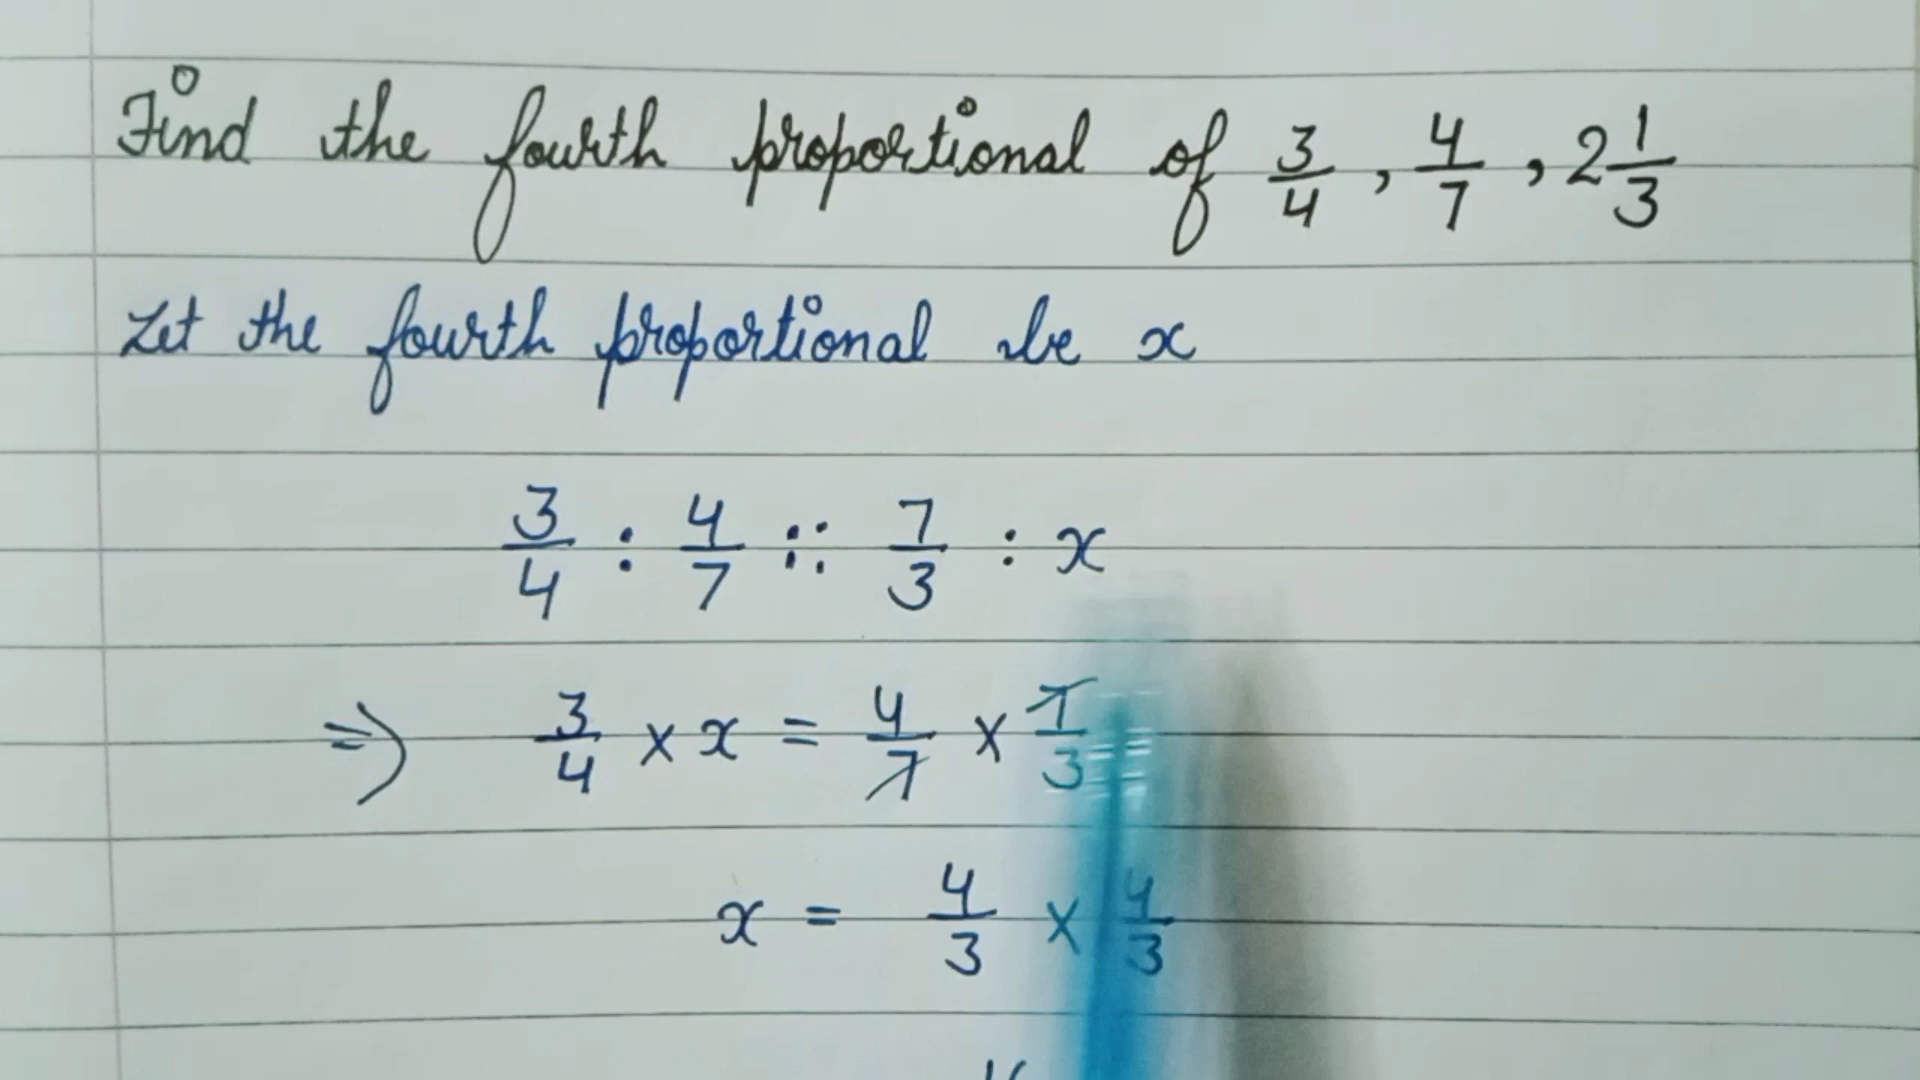 Find the fourth proportional of 3/4 , 4/7 , 2 1/3
Let the fourth proportional be x
3/4 : 4/7 :: 7/3 : x
⇒ 3/4 × x = 4/7 × 7/3
x = 4/3 × 4/3